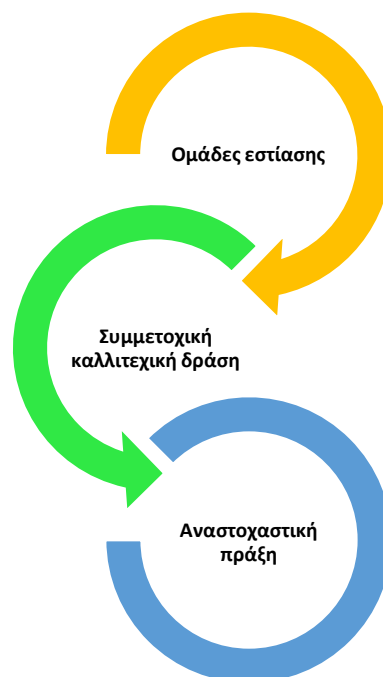 Ομάδες εστίασης
Συμμετοχική
καλλιτεχική δράση
Αναστοχαστική
πράξη